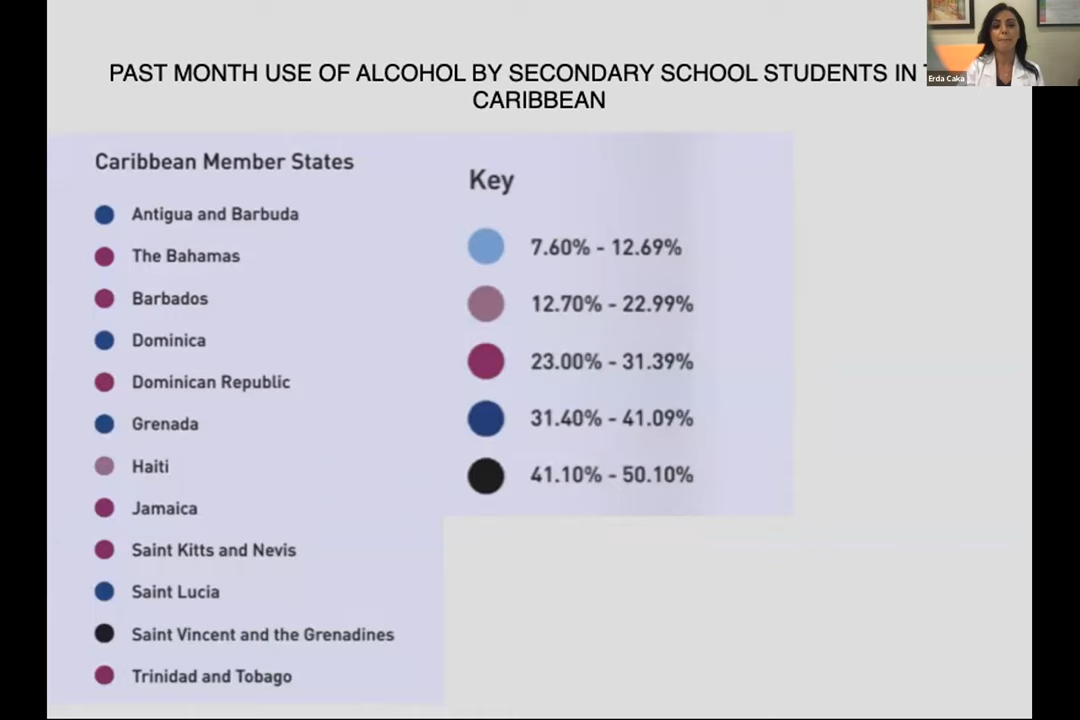 PAST MONTH USE OF ALCOHOL BY SECONDARY SCHOOL STUDENTS IN
CARIBBEAN
Erda Caka
Caribbean Member States
Antigua and Barbuda
The Bahamas
Barbados
Dominica
Dominican Republic
Grenada
Haiti
Jamaica
Saint Kitts and Nevis
Saint Lucia
Saint Vincent and the Grenadines
Trinidad and Tobago
Key
7.60% - 12.69%
12.70% - 22.99%
23.00% - 31.39%
31.40% - 41.09%
41.10% - 50.10%